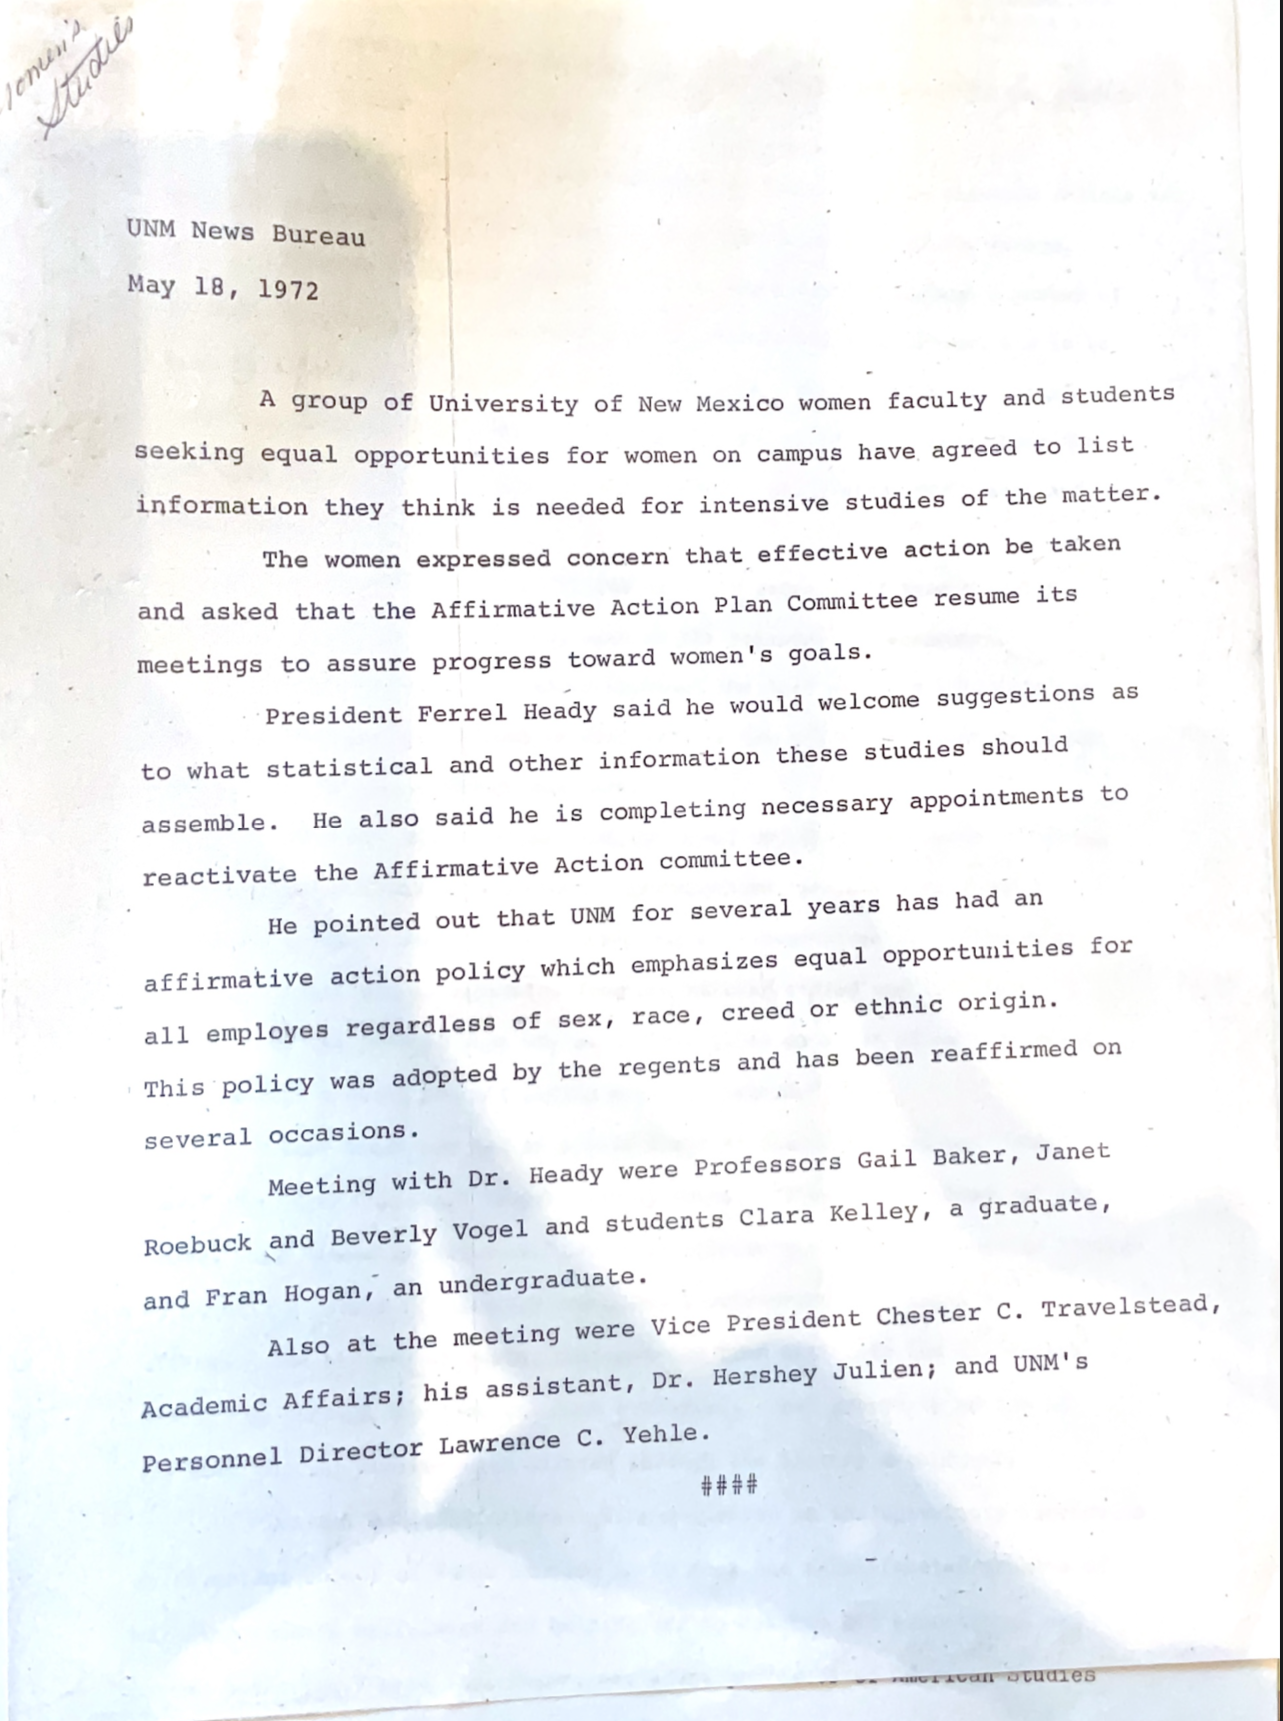 Women's
Studies
UNM News Bureau
May 18, 1972
A group of University of New Mexico women faculty and students
seeking equal opportunities for women on campus have agreed to list
information they think is needed for intensive studies of the matter.
The women expressed concern that effective action be taken
and asked that the Affirmative Action Plan Committee resume its
meetings to assure progress toward women's goals.
President Ferrel Heady said he would welcome suggestions as
to what statistical and other information these studies should
assemble.  He also said he is completing necessary appointments to
reactivate the Affirmative Action committee.
He pointed out that UNM for several years has had an
affirmative action policy which emphasizes equal opportunities for
all employes regardless of sex, race, creed or ethnic origin.
This policy was adopted by the regents and has been reaffirmed on
several occasions.
Meeting with Dr. Heady were Professors Gail Baker, Janet
Roebuck and Beverly Vogel and students Clara Kelley, a graduate,
and Fran Hogan, an undergraduate.
Also at the meeting were Vice President Chester C. Travelstead,
Academic Affairs; his assistant, Dr. Hershey Julien; and UNM's
Personnel Director Lawrence C. Yehle.
####
American Studies